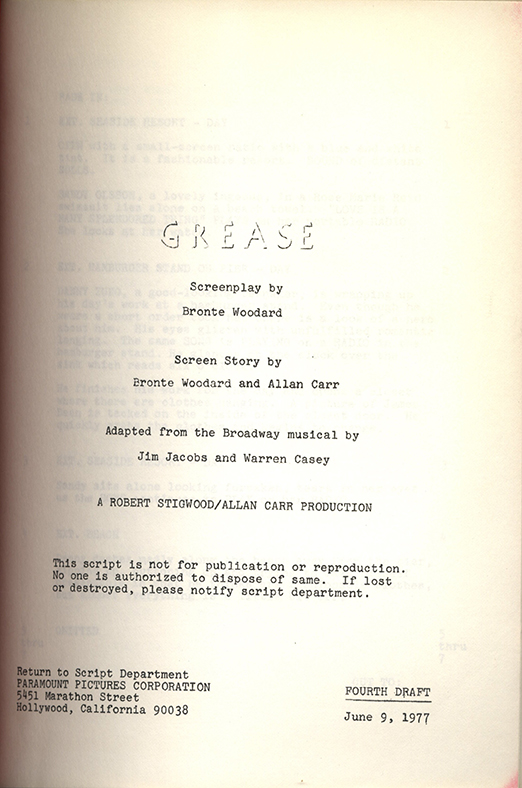 GREASE
Screenplay by
Bronte Woodard
Screen Story by
Bronte Woodard and Allan Carr
Adapted from the Broadway musical by
Jim Jacobs and Warren Casey
A ROBERT STIGWOOD/ALLAN CARR PRODUCTION
This script is not for publication or reproduction.
No one is authorized to dispose of same. If lost
or destroyed, please notify script department.
Return to Script Department
PARAMOUNT PICTURES CORPORATION
5451 Marathon Street
Hollywood, California 90038
FOURTH DRAFT
June 9, 1977